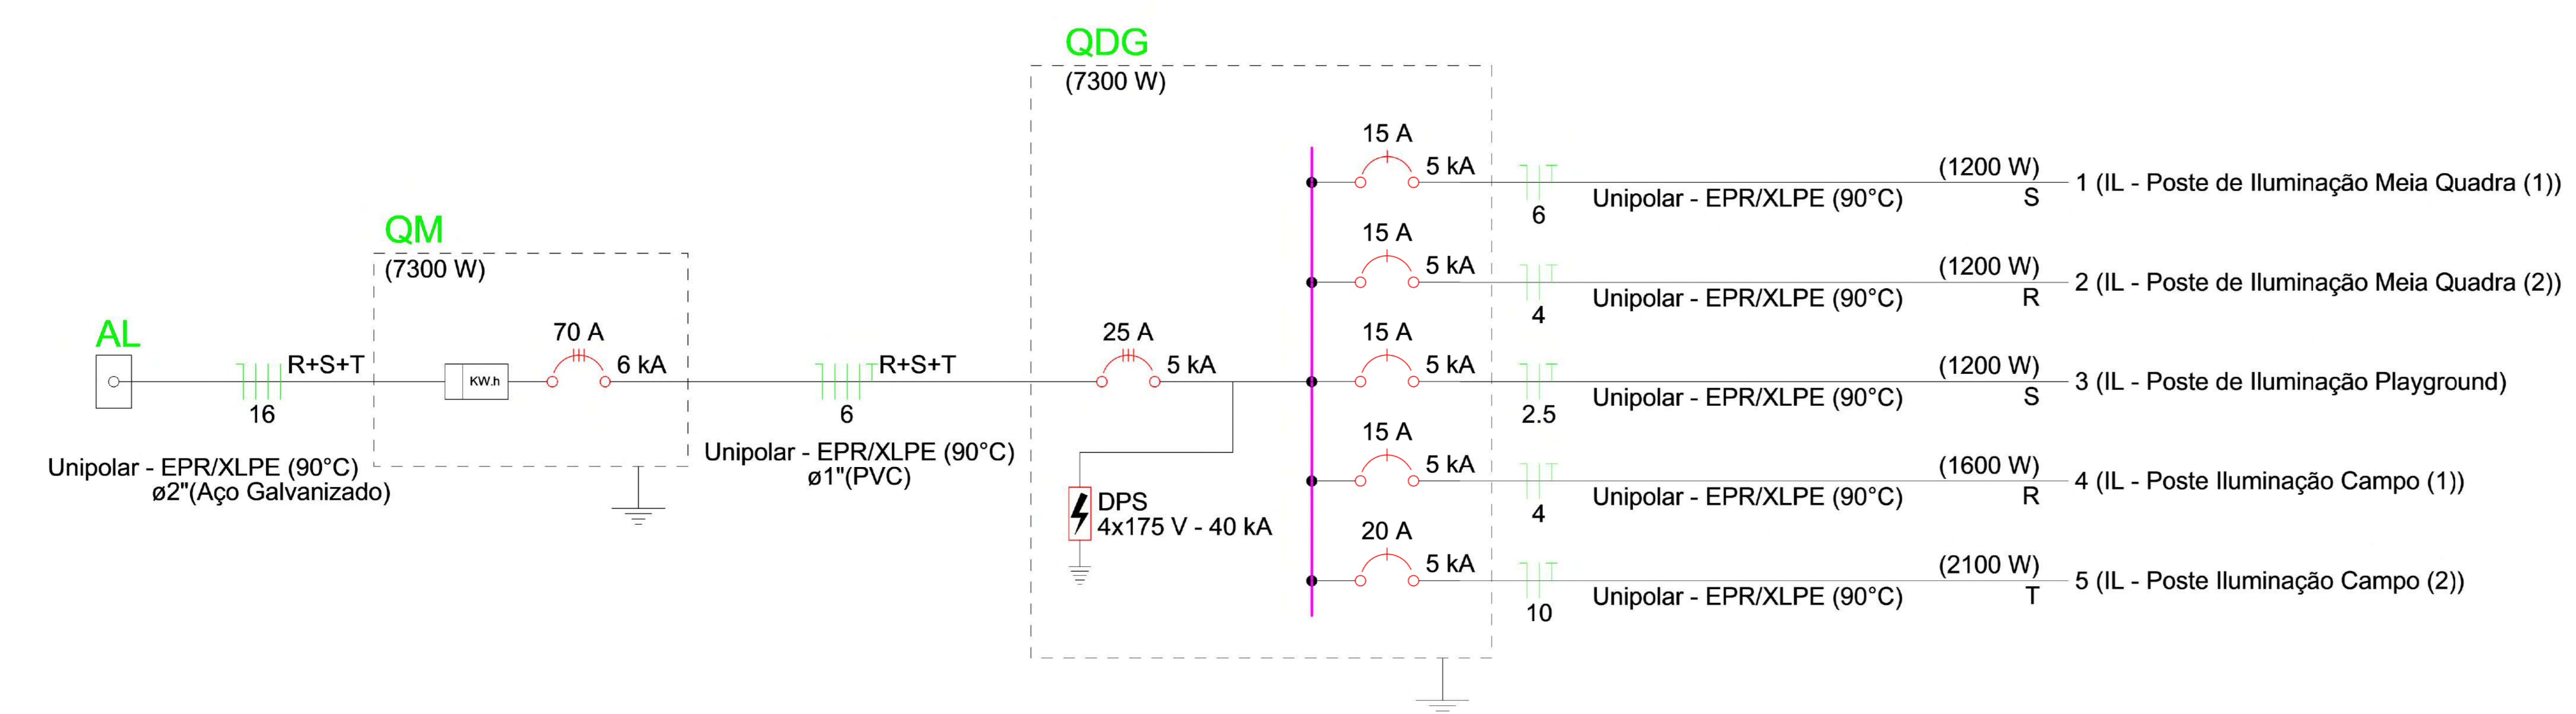 QDG
(7300 W)
15 A
5 kA
(1200 W)
1 (IL - Poste de Iluminação Meia Quadra (1))
6
Unipolar - EPR/XLPE (90°C)
S
15 A
5 kA
(1200 W)
2 (IL - Poste de Iluminação Meia Quadra (2))
4
Unipolar - EPR/XLPE (90°C)
R
QM
(7300 W)
AL
R+S+T
KW.h
70 A
6 kA
R+S+T
25 A
5 kA
15 A
5 kA
(1200 W)
3 (IL - Poste de Iluminação Playground)
16
6
2.5
Unipolar - EPR/XLPE (90°C)
S
Unipolar - EPR/XLPE (90°C)
ø2"(Aço Galvanizado)
Unipolar - EPR/XLPE (90°C)
ø1"(PVC)
15 A
5 kA
(1600 W)
4 (IL - Poste Iluminação Campo (1))
4
Unipolar - EPR/XLPE (90°C)
R
DPS
4x175 V - 40 kA
20 A
5 kA
(2100 W)
5 (IL - Poste Iluminação Campo (2))
10
Unipolar - EPR/XLPE (90°C)
T